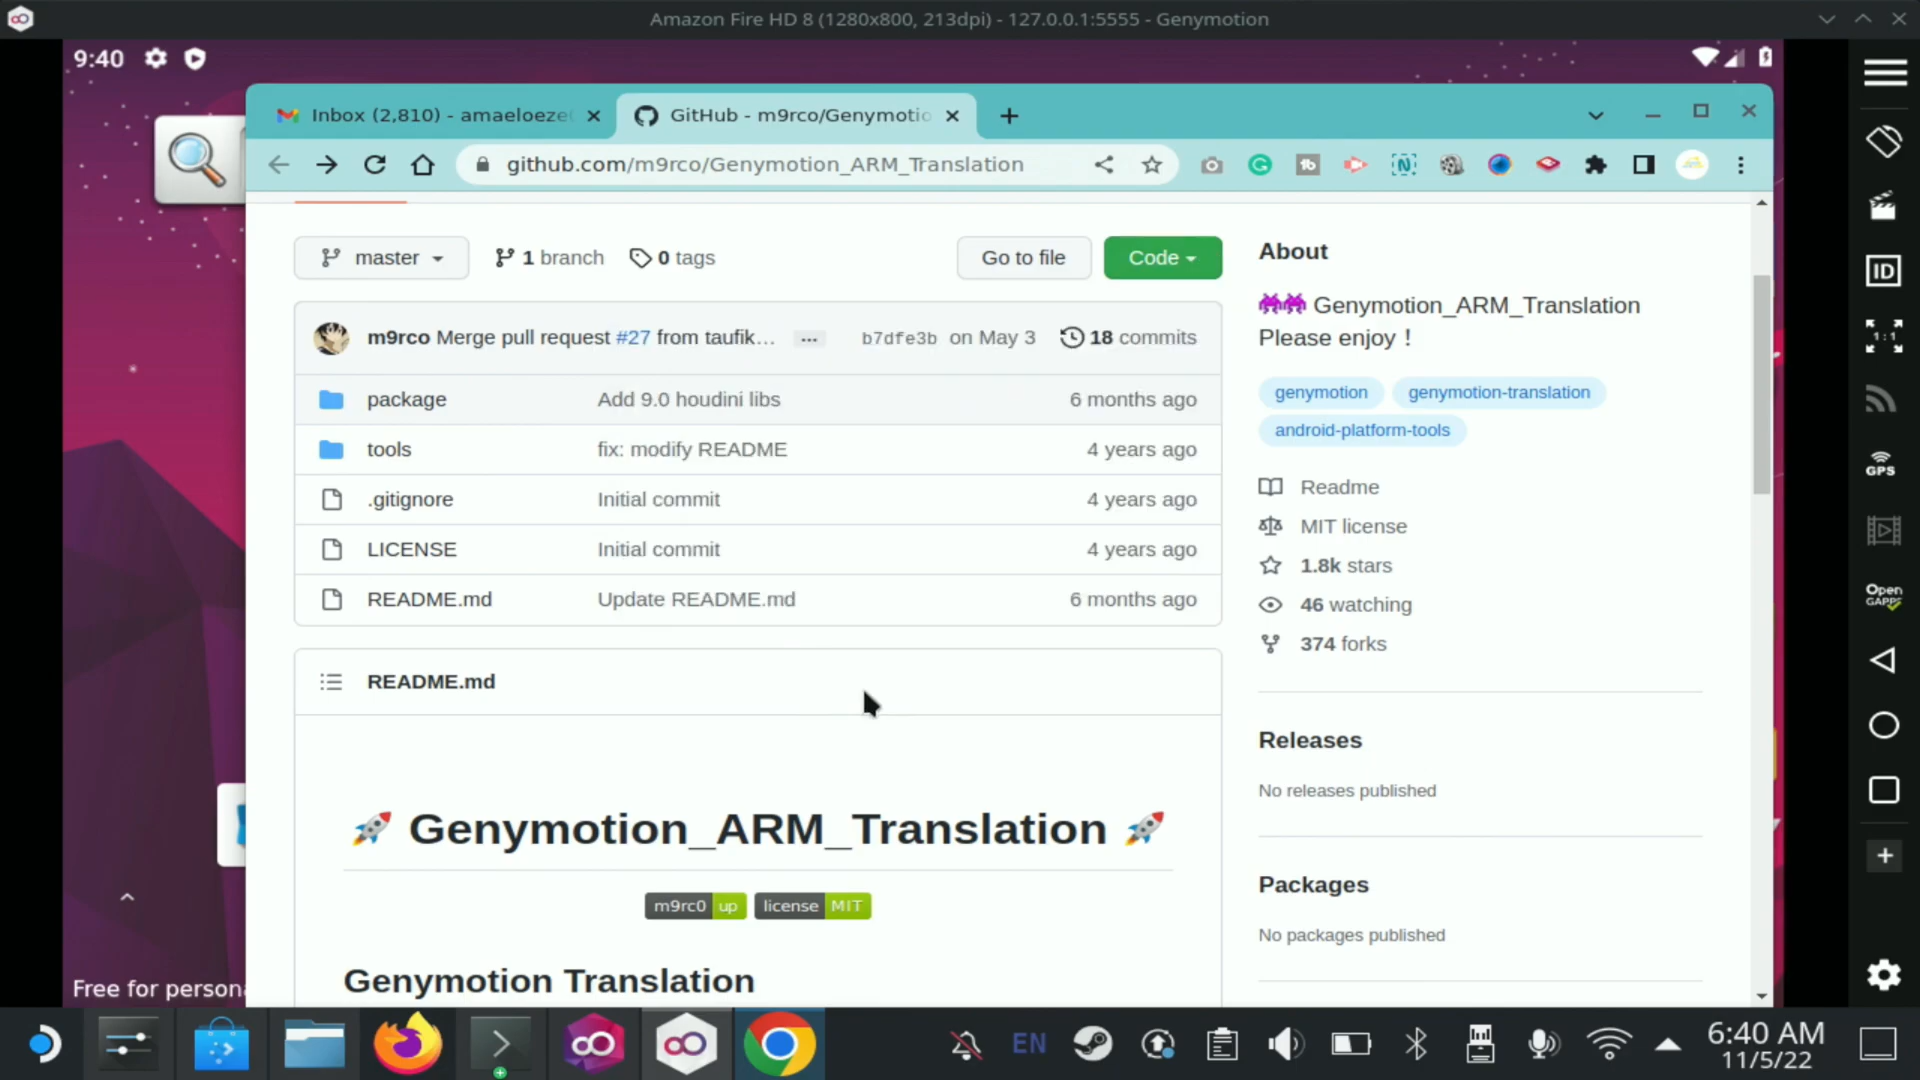 Amazon Fire HD 8 (1280x800, 213dpi) - 127.0.0.1:5555 - Genymotion
9:40
Inbox (2,810) - amaeloeze
GitHub - m9rco/Genymotio
github.com/m9rco/Genymotion_ARM_Translation
master
1 branch
0 tags
Go to file
Code
About
Genymotion_ARM_Translation
Please enjoy！
m9rco Merge pull request #27 from taufik…
...
b7dfe3b on May 3
18 commits
package
Add 9.0 houdini libs
6 months ago
tools
fix: modify README
4 years ago
.gitignore
Initial commit
4 years ago
LICENSE
Initial commit
4 years ago
README.md
Update README.md
6 months ago
genymotion
genymotion-translation
android-platform-tools
Readme
MIT license
1.8k stars
46 watching
374 forks
README.md
Releases
No releases published
Genymotion_ARM_Translation
m9rc0 up
license MIT
Packages
No packages published
Genymotion Translation
Free for persona
ID
1:1
GPS
Open
GAPPS
EN
6:40 AM
11/5/22